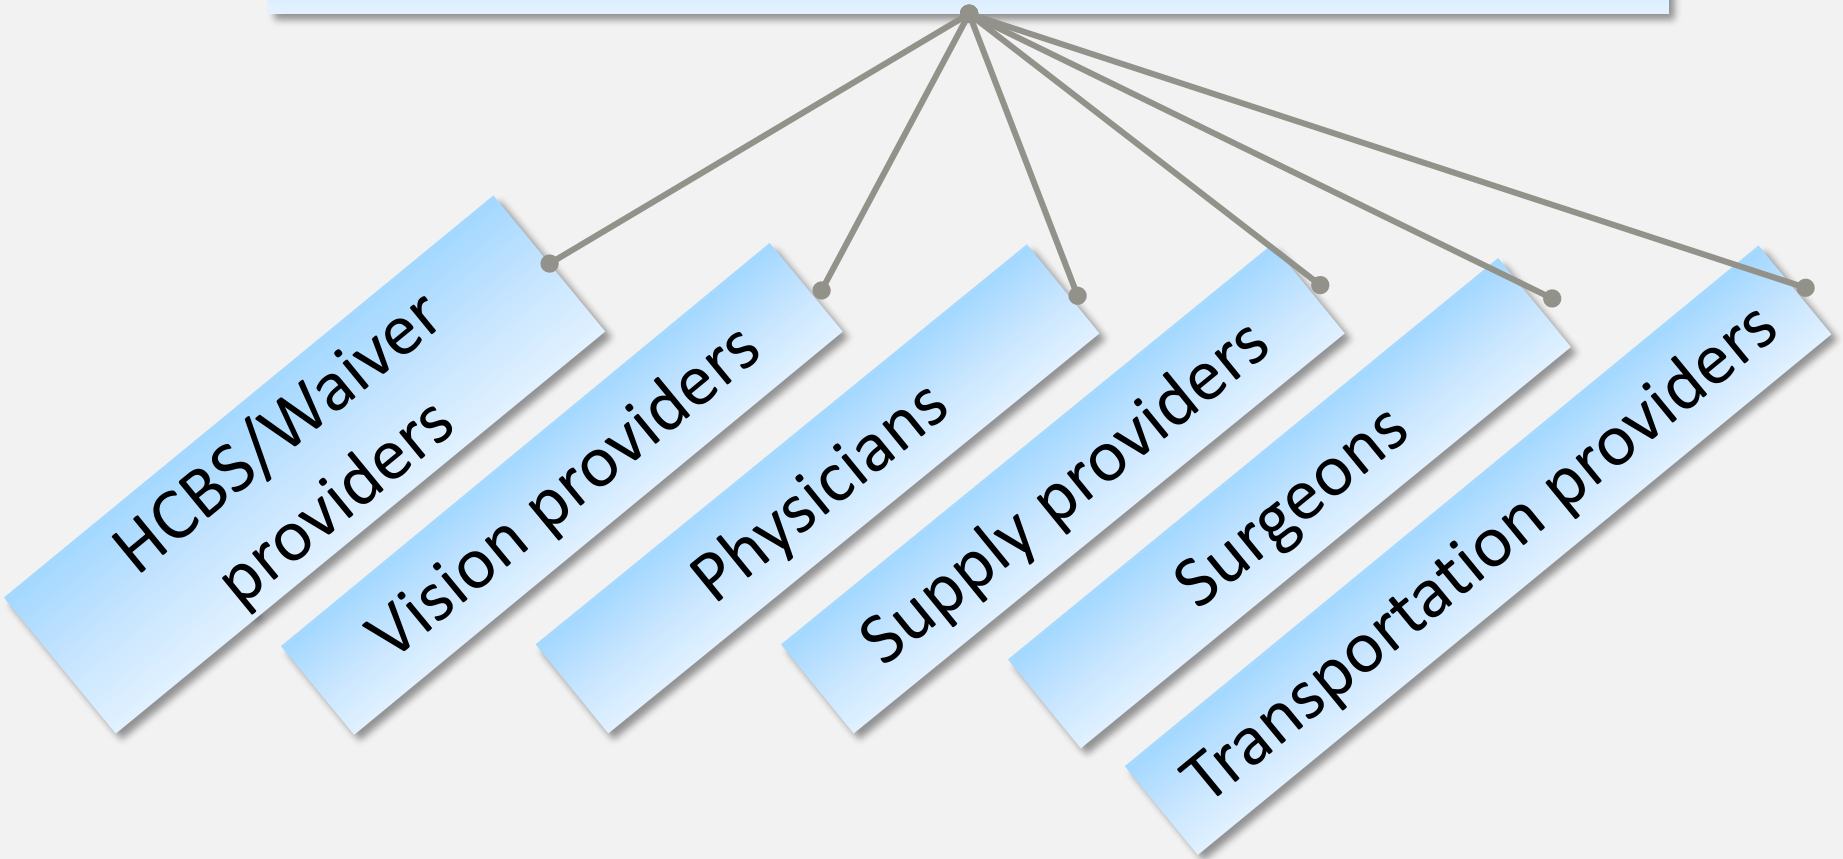 HCBS/Waiver
providers
Vision providers
Physicians
Supply providers
Surgeons
Transportation providers